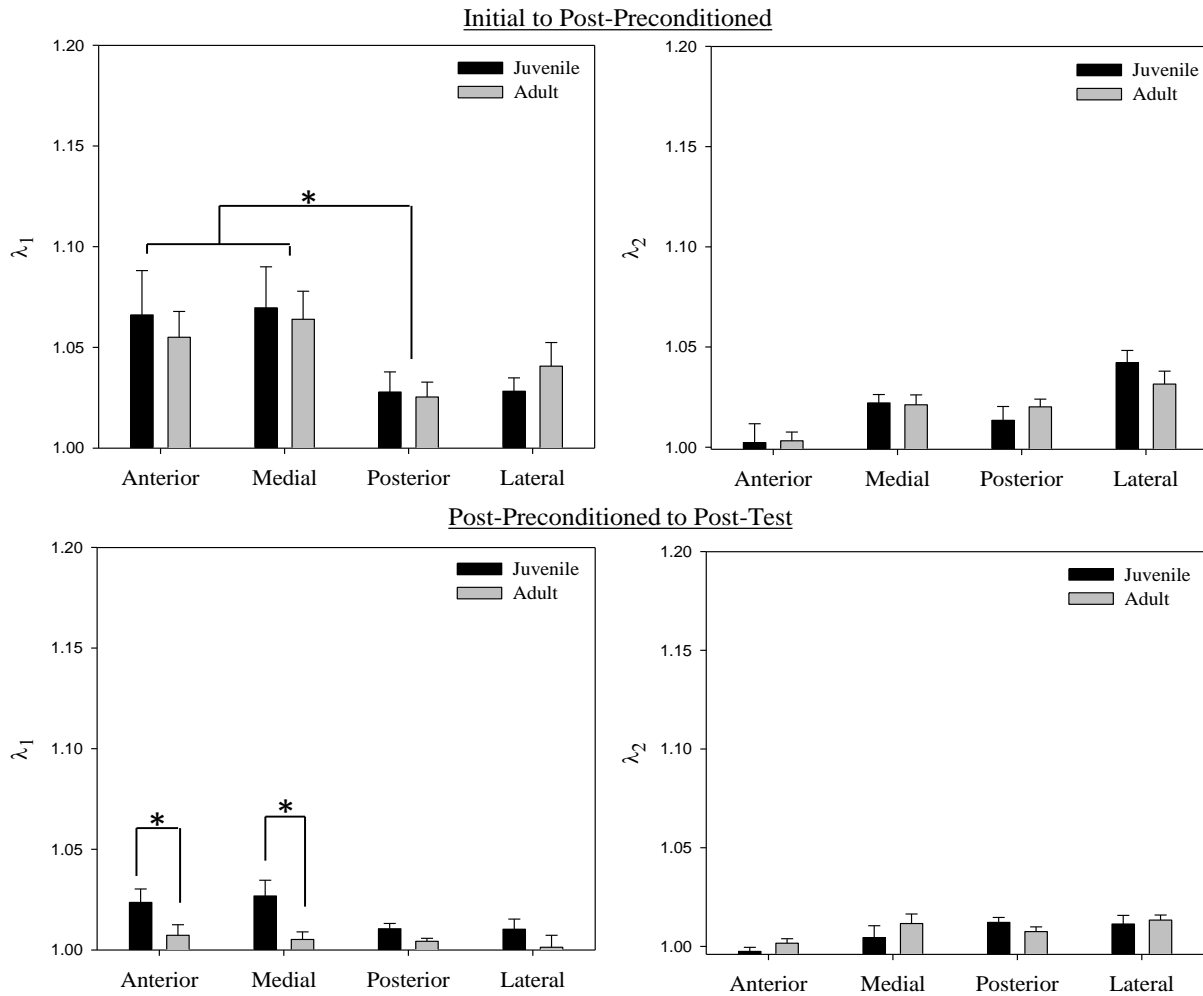 Initial to Post-Preconditioned
1.20
1.15
1.10
1.05
1.00
λ1
Juvenile
Adult
*
Anterior Medial Posterior Lateral
1.20
1.15
1.10
1.05
1.00
λ2
Juvenile
Adult
Anterior Medial Posterior Lateral
Post-Preconditioned to Post-Test
1.20
1.15
1.10
1.05
1.00
λ1
Juvenile
Adult
*
*
Anterior Medial Posterior Lateral
1.20
1.15
1.10
1.05
1.00
λ2
Juvenile
Adult
Anterior Medial Posterior Lateral